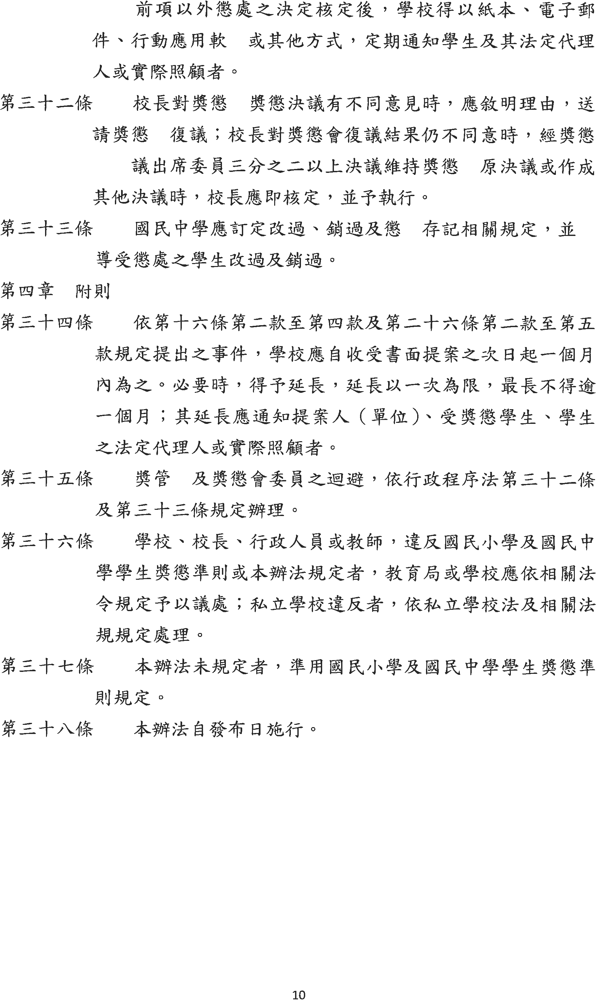 前項以外懲處之決定核定後，學校得以紙本、電子郵
件、行動應用軟　或其他方式，定期通知學生及其法定代理
人或實際照顧者。
第三十二條　　校長對獎懲　獎懲決議有不同意見時，應敘明理由，送
請獎懲　復議；校長對獎懲會復議結果仍不同意時，經獎懲
議出席委員三分之二以上決議維持獎懲　原決議或作成
其他決議時，校長應即核定，並予執行。
第三十三條　　國民中學應訂定改過、銷過及懲　存記相關規定，並
導受懲處之學生改過及銷過。
第四章　附則
第三十四條　　依第十六條第二款至第四款及第二十六條第二款至第五
款規定提出之事件，學校應自收受書面提案之次日起一個月
內為之。必要時，得予延長，延長以一次為限，最長不得逾
一個月；其延長應通知提案人（單位）、受獎懲學生、學生
之法定代理人或實際照顧者。
第三十五條　　獎管　及獎懲會委員之迴避，依行政程序法第三十二條
及第三十三條規定辦理。
第三十六條　　學校、校長、行政人員或教師，違反國民小學及國民中
學學生獎懲準則或本辦法規定者，教育局或學校應依相關法
令規定予以議處；私立學校違反者，依私立學校法及相關法
規規定處理。
第三十七條　　本辦法未規定者，準用國民小學及國民中學學生獎懲準
則規定。
第三十八條　　本辦法自發布日施行。
10